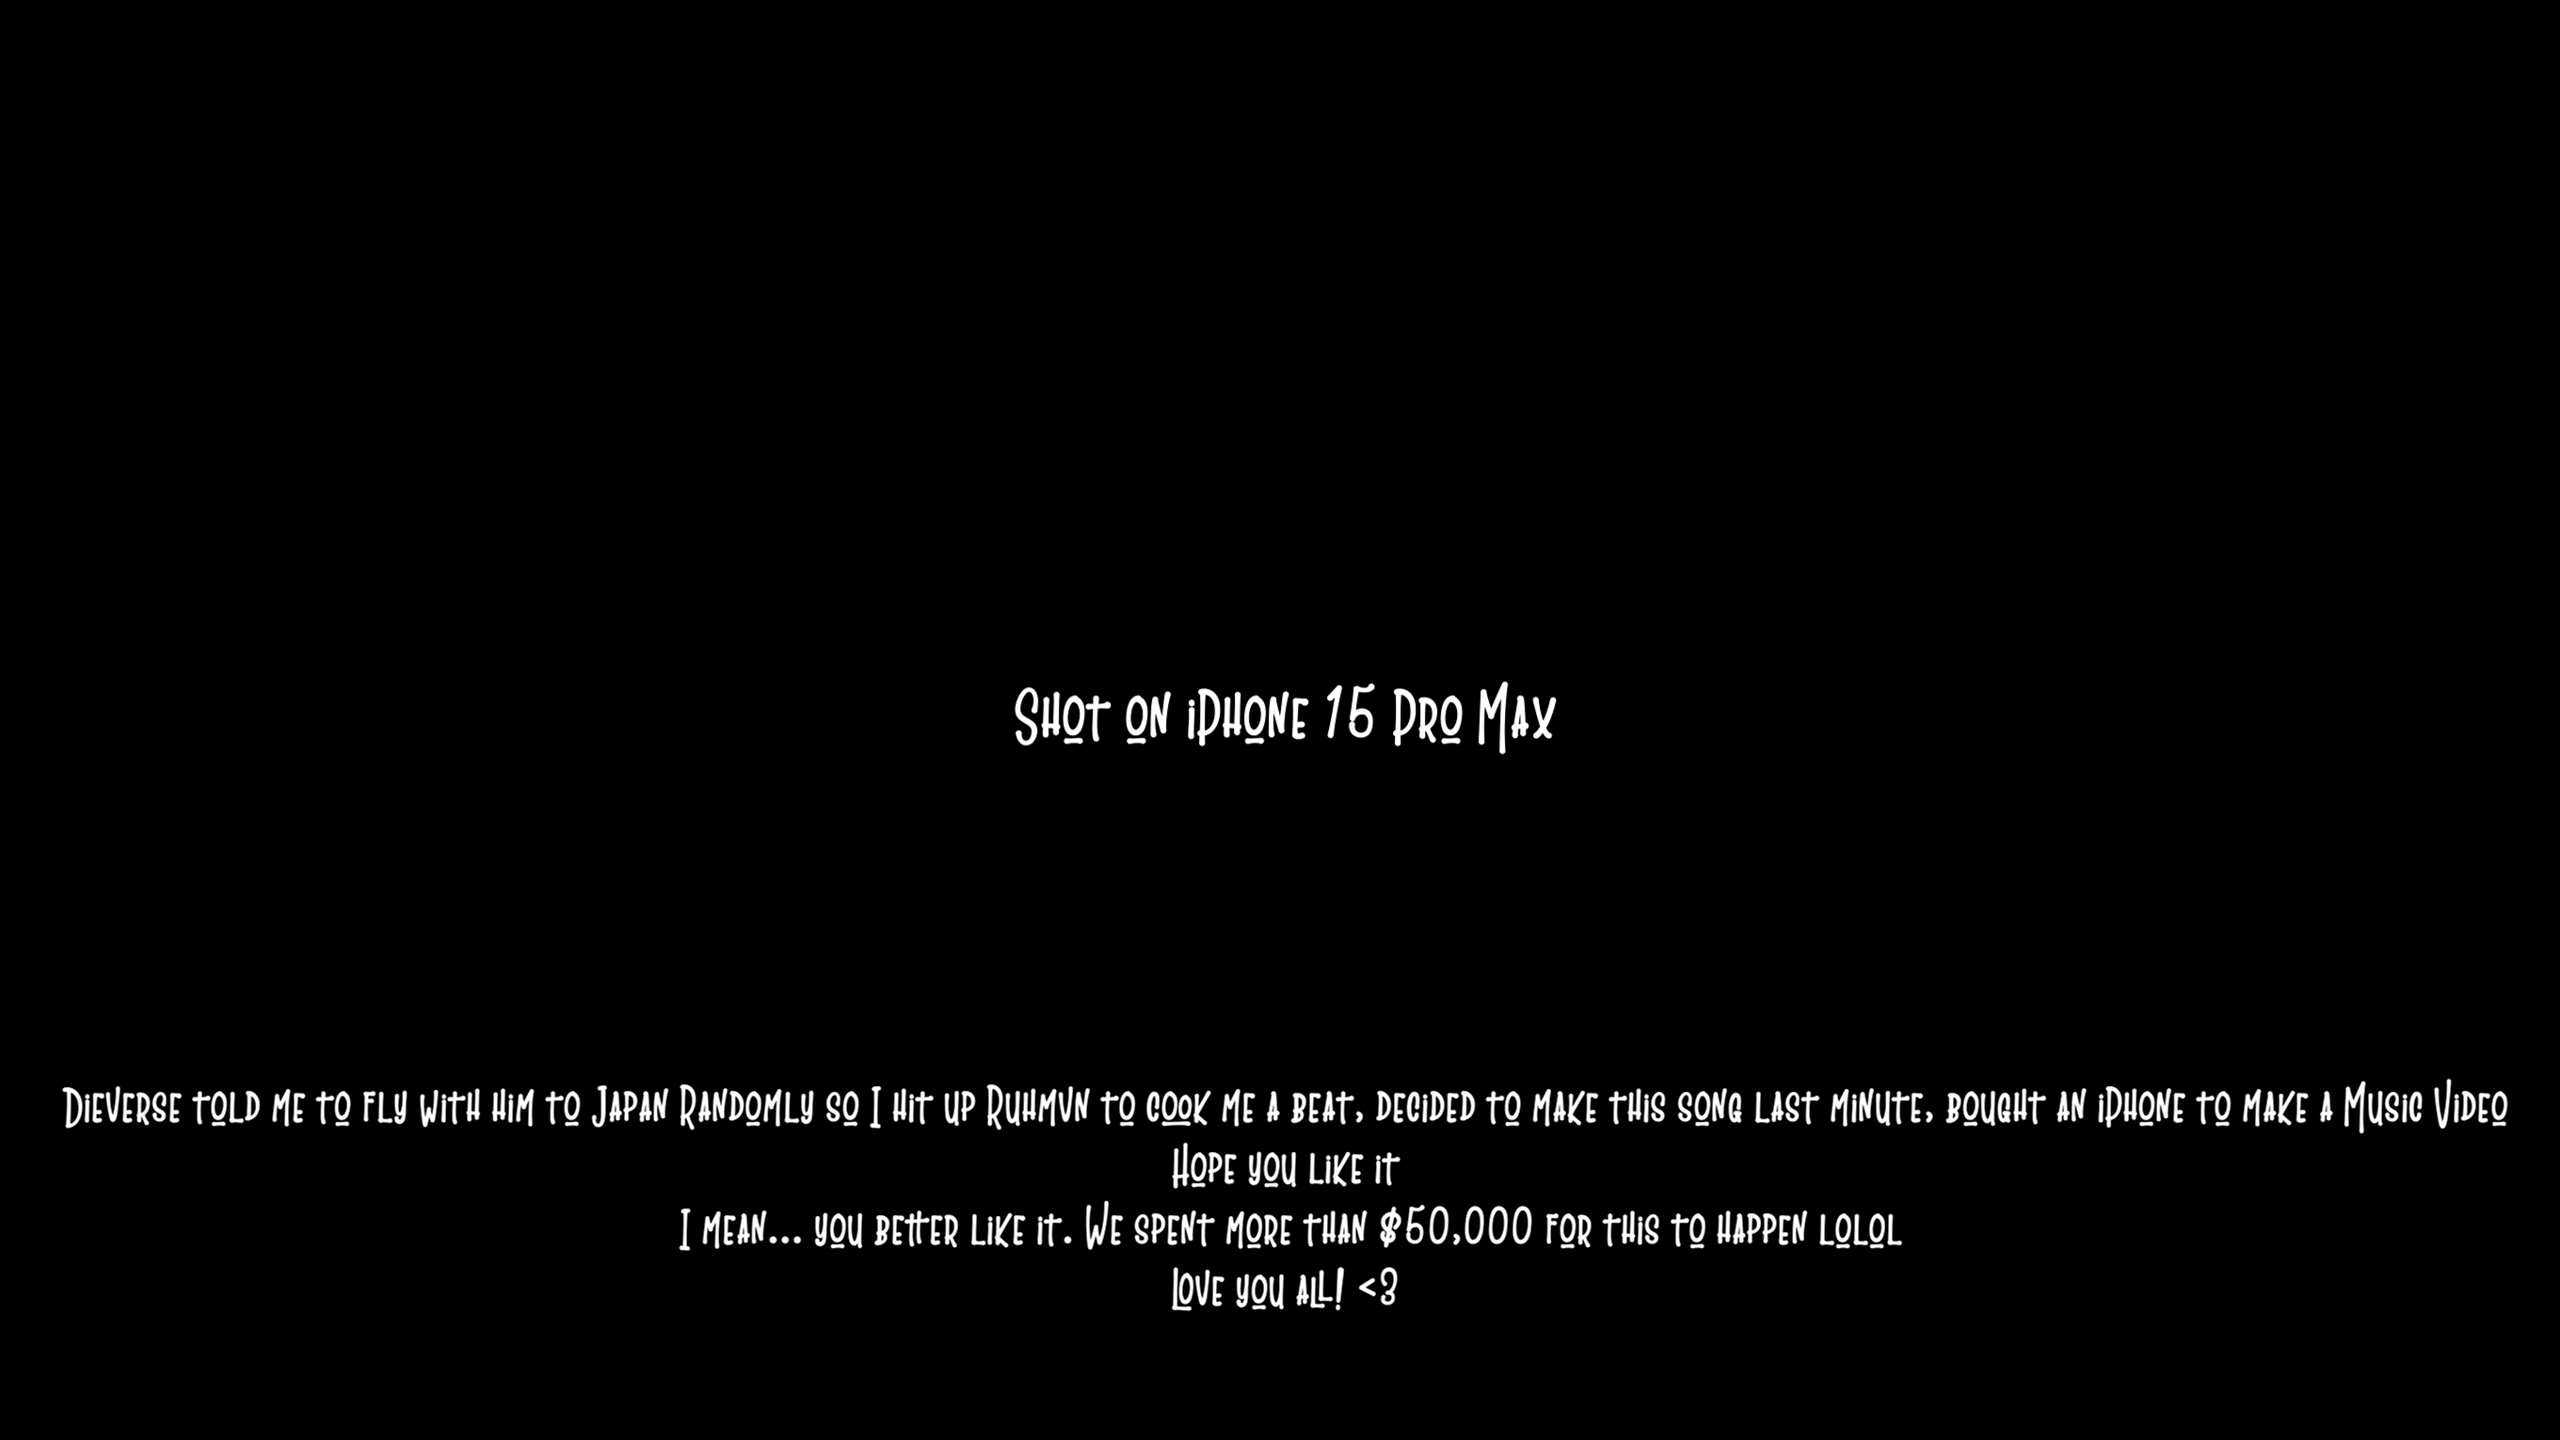 Shot on iPhone 15 Pro Max
Dieverse told me to fly with him to Japan Randomly so I hit up Ruhmvn to cook me a beat, decided to make this song last minute, bought an iPhone to make a Music Video
Hope you like it
I mean... you better like it. We spent more than $50,000 for this to happen lolol
Love you all! <3